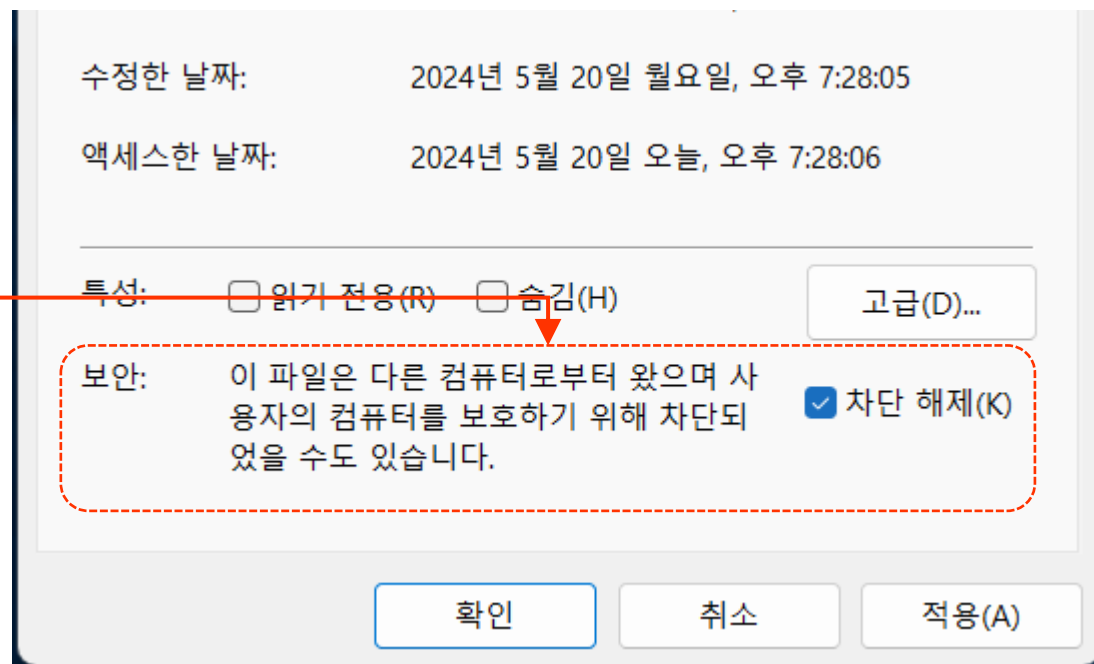 수정한 날짜: 2024년 5월 20일 월요일, 오후 7:28:05
액세스한 날짜: 2024년 5월 20일 오늘, 오후 7:28:06
특성: 읽기 전용(R) 숨김(H) 고급(D)...
보안: 이 파일은 다른 컴퓨터로부터 왔으며 사
용자의 컴퓨터를 보호하기 위해 차단되
었을 수도 있습니다.
차단 해제(K)
확인 취소 적용(A)